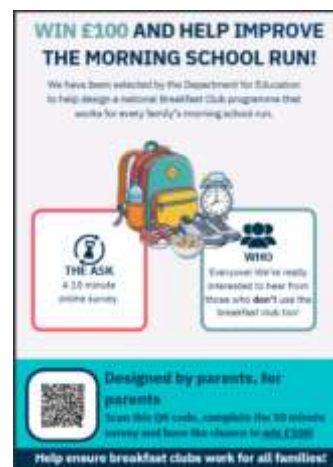 WIN £100 AND HELP IMPROVE
THE MORNING SCHOOL RUN!
We have been selected by the Department for Education
to help design a national Breakfast Club programme that
works for every family's morning school run.
THE ASK
A 10 minute
online survey
WHO
Everyone! We're really
interested to hear from
those who don't use the
breakfast club too!
Designed by parents, for
parents
Scan this QR code, complete the 10 minute
survey and have the chance to win £100!
Help ensure breakfast clubs work for all families!